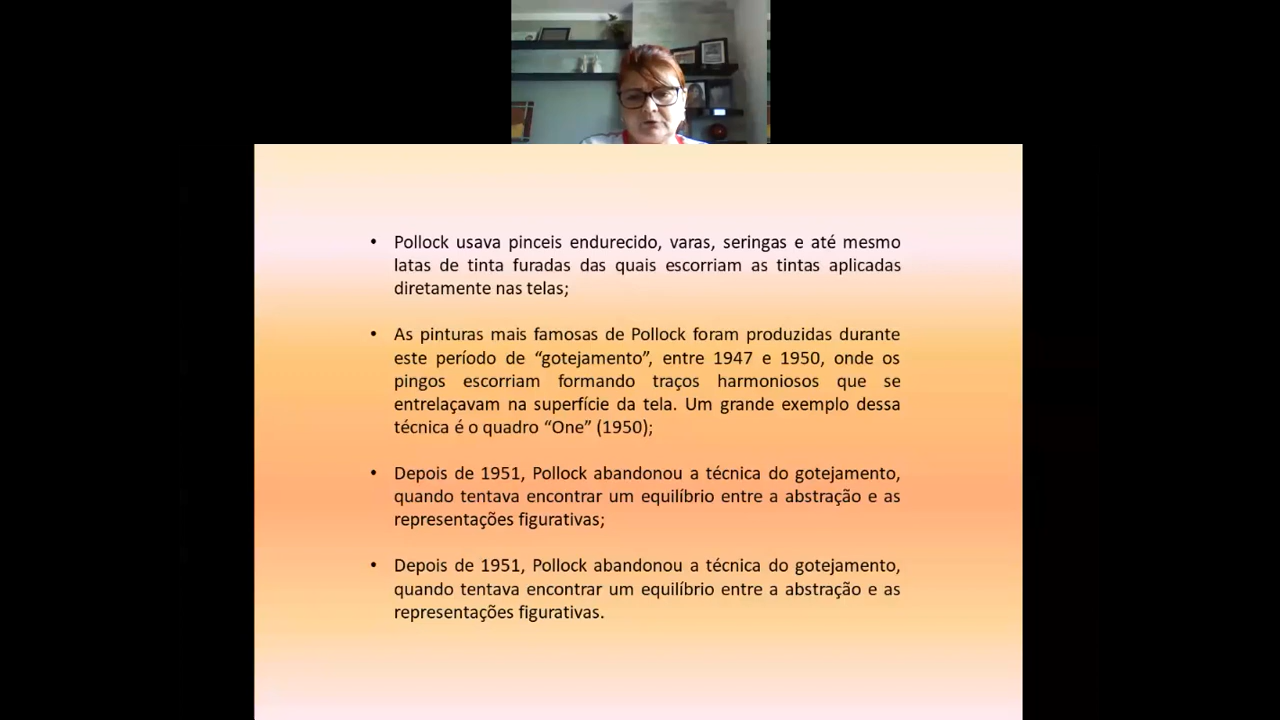 • Pollock usava pinceis endurecido, varas, seringas e até mesmo
latas de tinta furadas das quais escorriam as tintas aplicadas
diretamente nas telas;
• As pinturas mais famosas de Pollock foram produzidas durante
este período de “gotejamento”, entre 1947 e 1950, onde os
pingos escorriam formando traços harmoniosos que se
entrelaçavam na superfície da tela. Um grande exemplo dessa
técnica é o quadro “One” (1950);
• Depois de 1951, Pollock abandonou a técnica do gotejamento,
quando tentava encontrar um equilíbrio entre a abstração e as
representações figurativas;
• Depois de 1951, Pollock abandonou a técnica do gotejamento,
quando tentava encontrar um equilíbrio entre a abstração e as
representações figurativas.